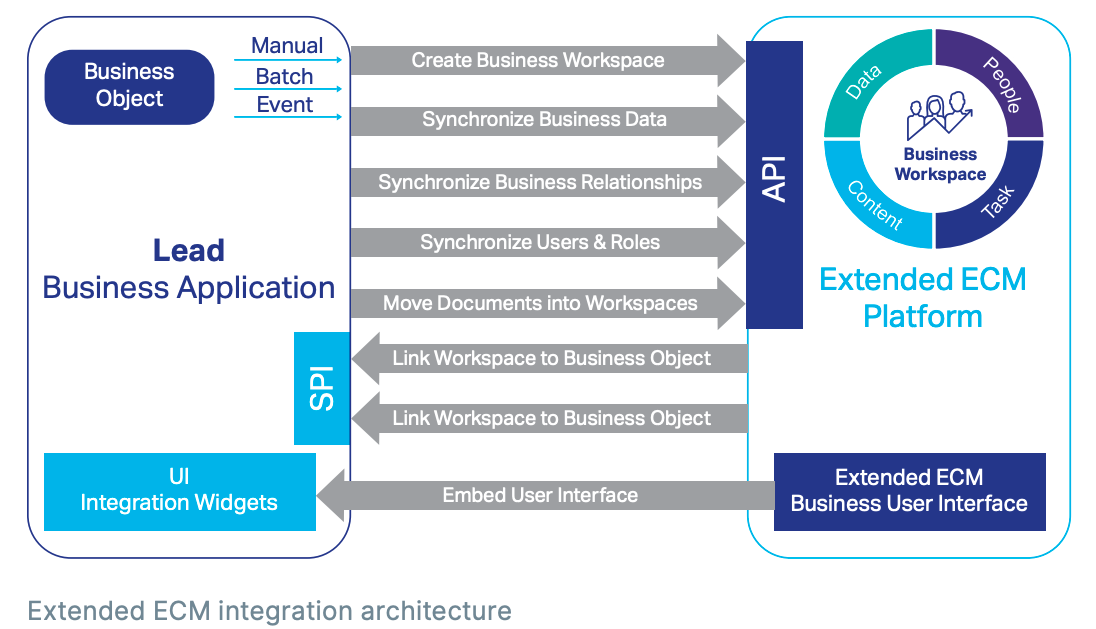 Business
Object
Manual
Batch
Event
Lead
Business Application
SPI
UI
Integration Widgets
Create Business Workspace
Synchronize Business Data
Synchronize Business Relationships
Synchronize Users & Roles
Move Documents into Workspaces
Link Workspace to Business Object
Link Workspace to Business Object
Embed User Interface
API
Data
People
Content
Task
Business
Workspace
Extended ECM
Platform
Extended ECM
Business User Interface
Extended ECM integration architecture